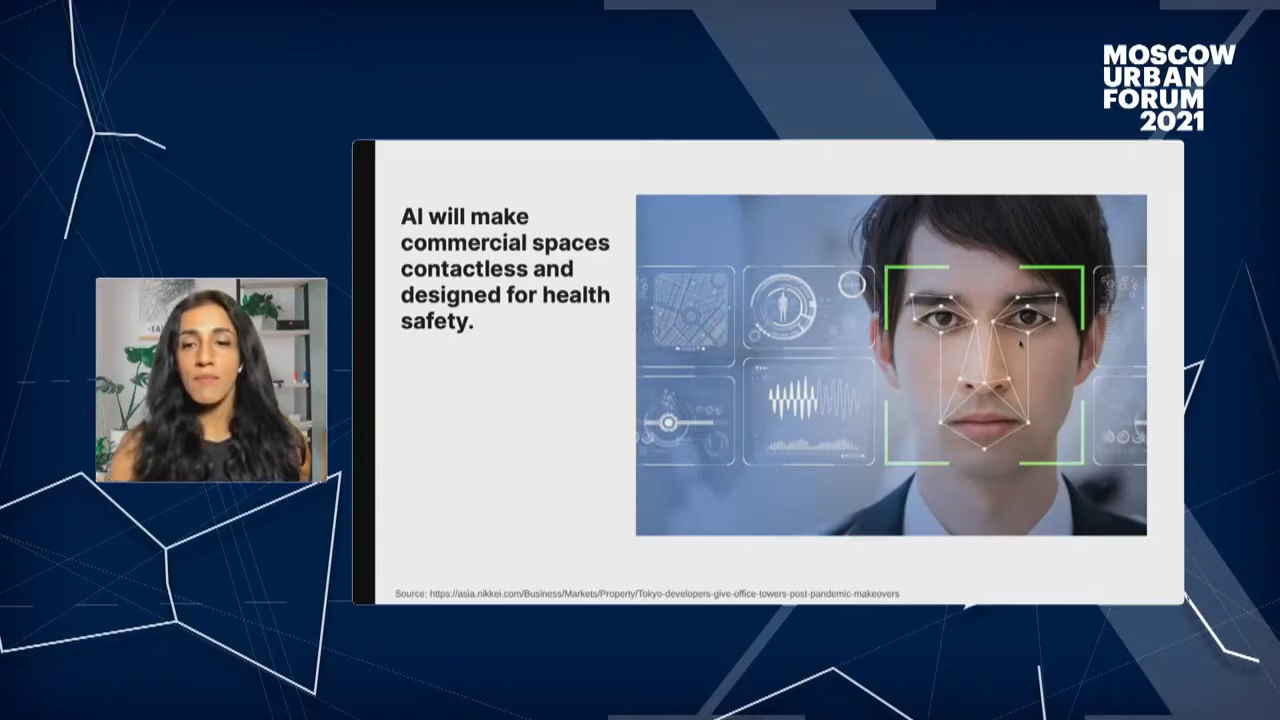 MOSCOW
URBAN
FORUM
2021
AI will make
commercial spaces
contactless and
designed for health
safety.
Source: https://asia.nikkei.com/Business/Markets/Property/Tokyo-developers-give-office-towers-post-pandemic-makeovers